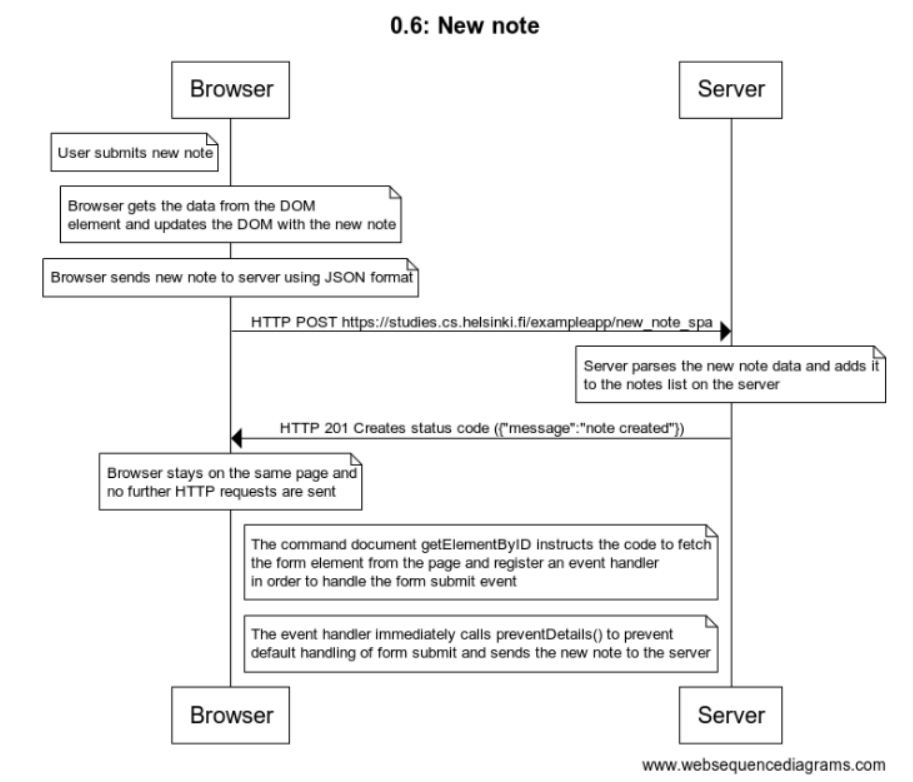 0.6: New note
Browser
Server
User submits new note
Browser gets the data from the DOM
element and updates the DOM with the new note
Browser sends new note to server using JSON format
HTTP POST https://studies.cs.helsinki.fi/exampleapp/new_note_spa
Server parses the new note data and adds it
to the notes list on the server
HTTP 201 Creates status code ({"message":"note created"})
Browser stays on the same page and
no further HTTP requests are sent
The command document getElementByID instructs the code to fetch
the form element from the page and register an event handler
in order to handle the form submit event
The event handler immediately calls preventDetails() to prevent
default handling of form submit and sends the new note to the server
Browser
Server
www.websequencediagrams.com